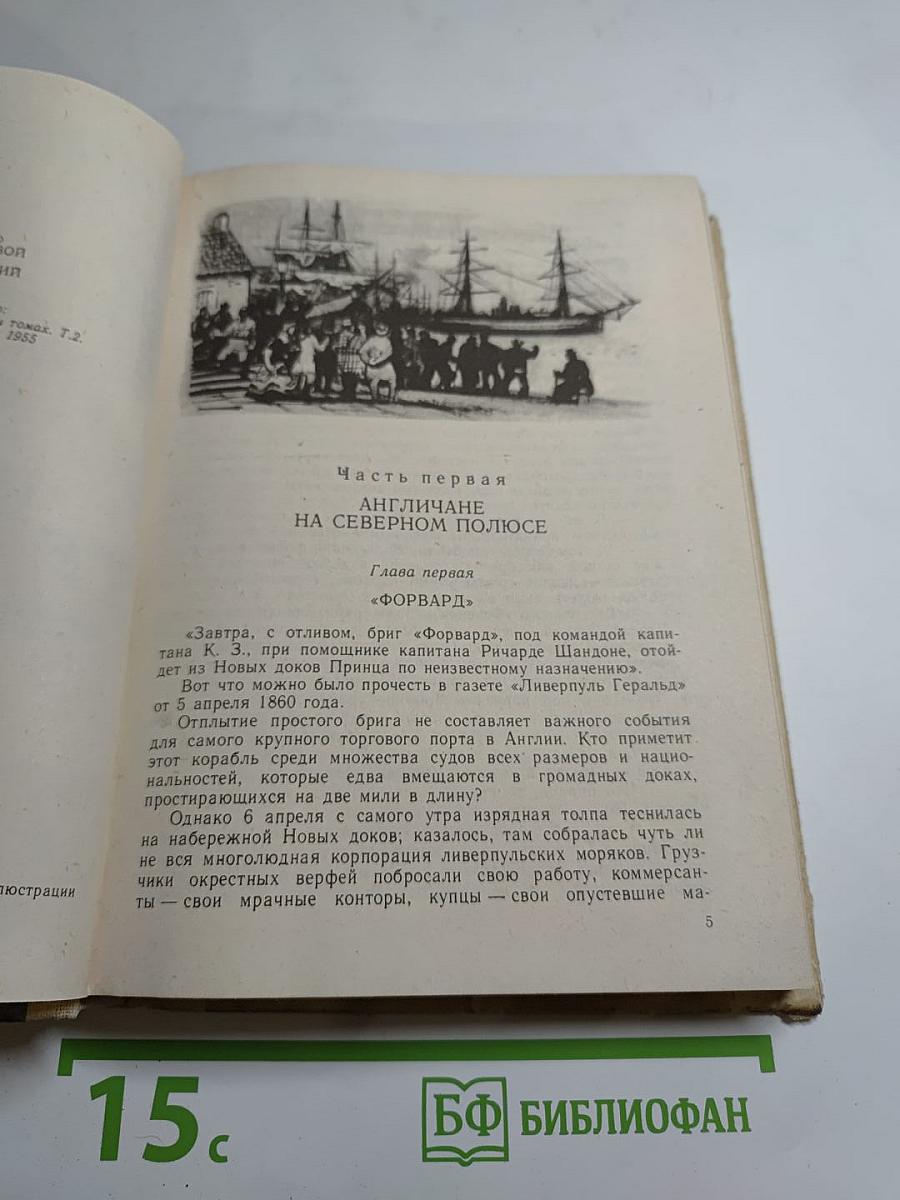 ВОЙ
ИЙ
томах. Т.2.
1955
люстрации
Часть первая
АНГЛИЧАНЕ
НА СЕВЕРНОМ ПОЛЮСЕ
Глава первая
«ФОРВАРД»
«Завтра, с отливом, бриг «Форвард», под командой капи-
тана К. З., при помощнике капитана Ричарде Шандоне, отой-
дет из Новых доков Принца по неизвестному назначению».
Вот что можно было прочесть в газете «Ливерпуль Геральд»
от 5 апреля 1860 года.
Отплытие простого брига не составляет важного события
для самого крупного торгового порта в Англии. Кто приметит
этот корабль среди множества судов всех размеров и нацио-
нальностей, которые едва вмещаются в громадных доках,
простирающихся на две мили в длину?
Однако 6 апреля с самого утра изрядная толпа теснилась
на набережной Новых доков; казалось, там собралась чуть ли
не вся многолюдная корпорация ливерпульских моряков. Груз-
чики окрестных верфей побросали свою работу, коммерсан-
ты — свои мрачные конторы, купцы — свои опустевшие ма-
5
15 с
БФ БИБЛИОФАН